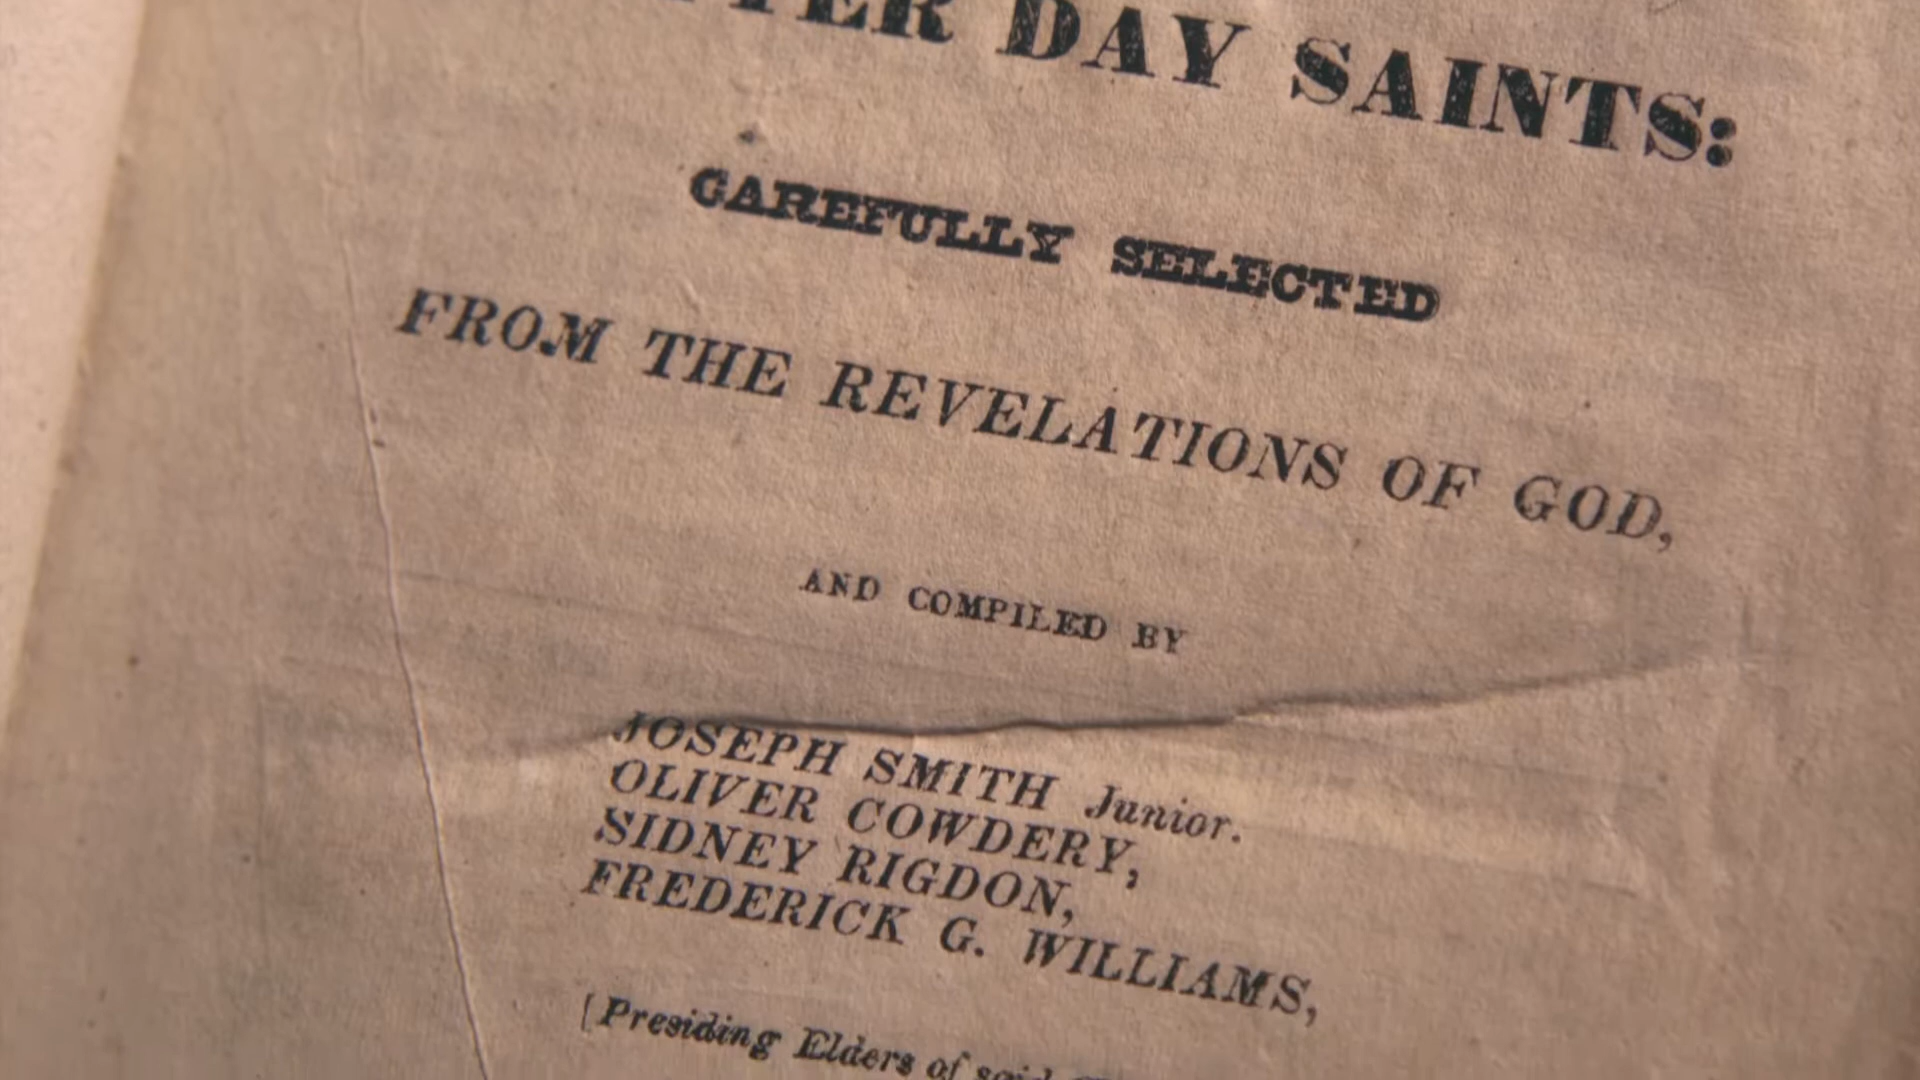 DAY SAINTS:
CAREFULLY SELECTED
FROM THE REVELATIONS OF GOD,
AND COMPILED BY
JOSEPH SMITH Junior.
OLIVER COWDERY,
SIDNEY RIGDON,
FREDERICK G. WILLIAMS,
[Presiding Elders of said